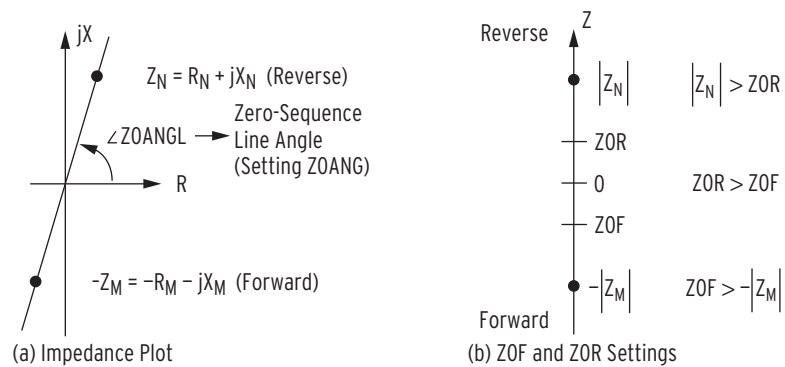 jX
Z_N = R_N + jX_N (Reverse)
∠Z0ANGL
Zero-Sequence
Line Angle
(Setting Z0ANG)
R
-Z_M = -R_M - jX_M (Forward)
(a) Impedance Plot
Z
Reverse
|Z_N|
|Z_N| > Z0R
Z0R
0
Z0R > Z0F
Z0F
-|Z_M|
Z0F > -|Z_M|
Forward
(b) Z0F and Z0R Settings